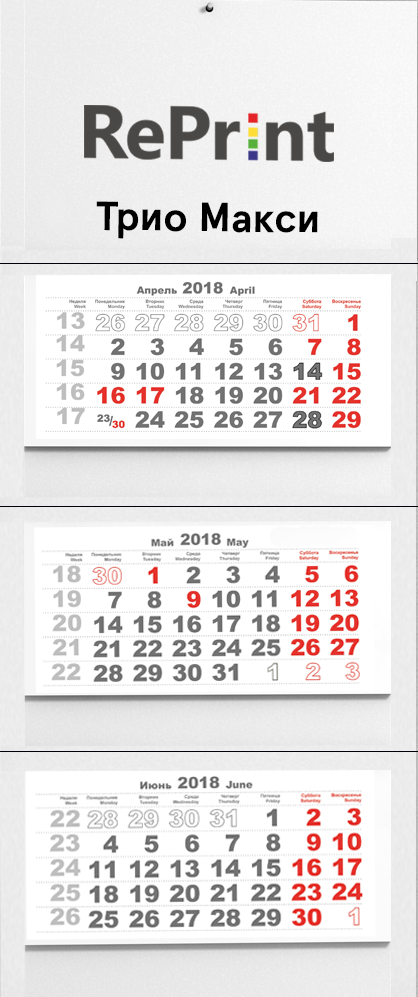 RePrint
Трио Макси
Апрель 2018 April
Неделя Понедельник Вторник Среда Четверг Пятница Суббота Воскресенье
Week Monday Tuesday Wednesday Thursday Friday Saturday Sunday
13 26 27 28 29 30 31 1
14 2 3 4 5 6 7 8
15 9 10 11 12 13 14 15
16 16 17 18 19 20 21 22
17 23/30 24 25 26 27 28 29
Май 2018 May
Неделя Понедельник Вторник Среда Четверг Пятница Суббота Воскресенье
Week Monday Tuesday Wednesday Thursday Friday Saturday Sunday
18 30 1 2 3 4 5 6
19 7 8 9 10 11 12 13
20 14 15 16 17 18 19 20
21 21 22 23 24 25 26 27
22 28 29 30 31 1 2 3
Июнь 2018 June
Неделя Понедельник Вторник Среда Четверг Пятница Суббота Воскресенье
Week Monday Tuesday Wednesday Thursday Friday Saturday Sunday
22 28 29 30 31 1 2 3
23 4 5 6 7 8 9 10
24 11 12 13 14 15 16 17
25 18 19 20 21 22 23 24
26 25 26 27 28 29 30 1